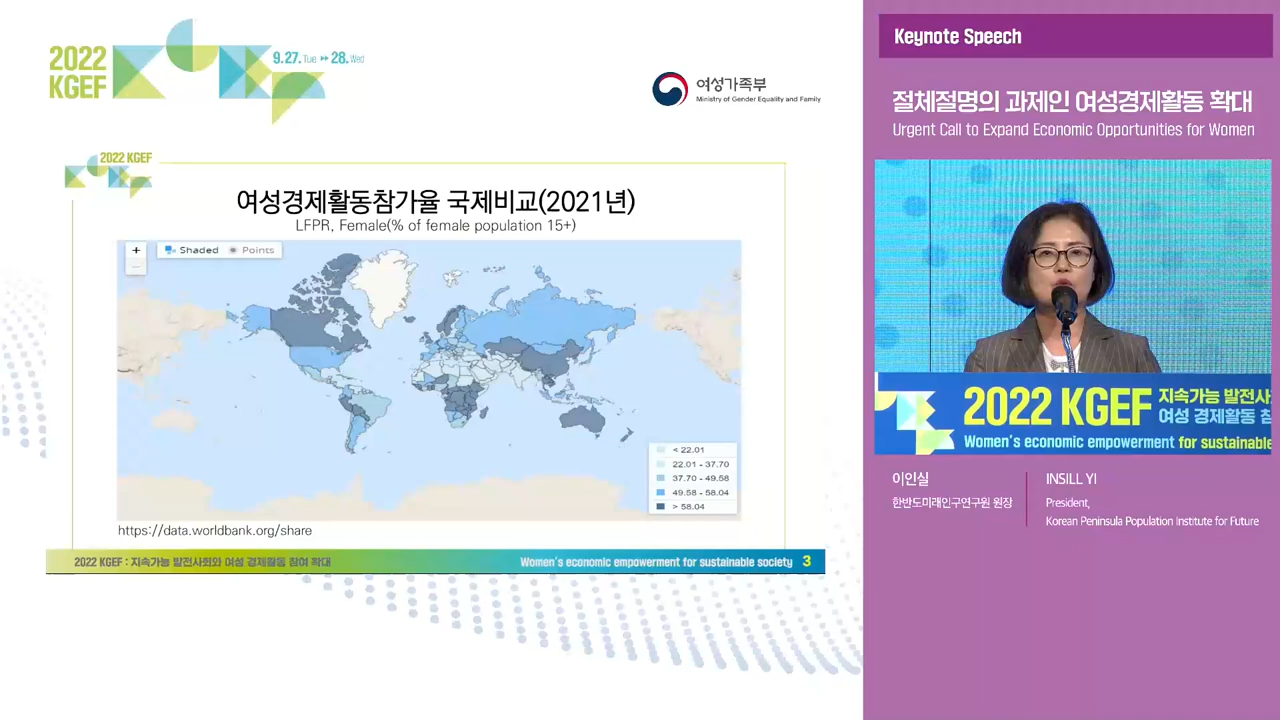 2022
KGEF
9.27.Tue ▸▸ 28.Wed
여성가족부
Ministry of Gender Equality and Family
2022 KGEF
여성경제활동참가율 국제비교(2021년)
LFPR, Female(% of female population 15+)
+
−
Shaded
Points
< 22.01
22.01 - 37.70
37.70 - 49.58
49.58 - 58.04
> 58.04
https://data.worldbank.org/share
2022 KGEF : 지속가능 발전사회와 여성 경제활동 참여 확대
Women's economic empowerment for sustainable society 3
Keynote Speech
절체절명의 과제인 여성경제활동 확대
Urgent Call to Expand Economic Opportunities for Women
2022 KGEF
지속가능 발전사
여성 경제활동 참
Women's economic empowerment for sustainable
이인실
한반도미래인구연구원 원장
INSILL YI
President,
Korean Peninsula Population Institute for Future